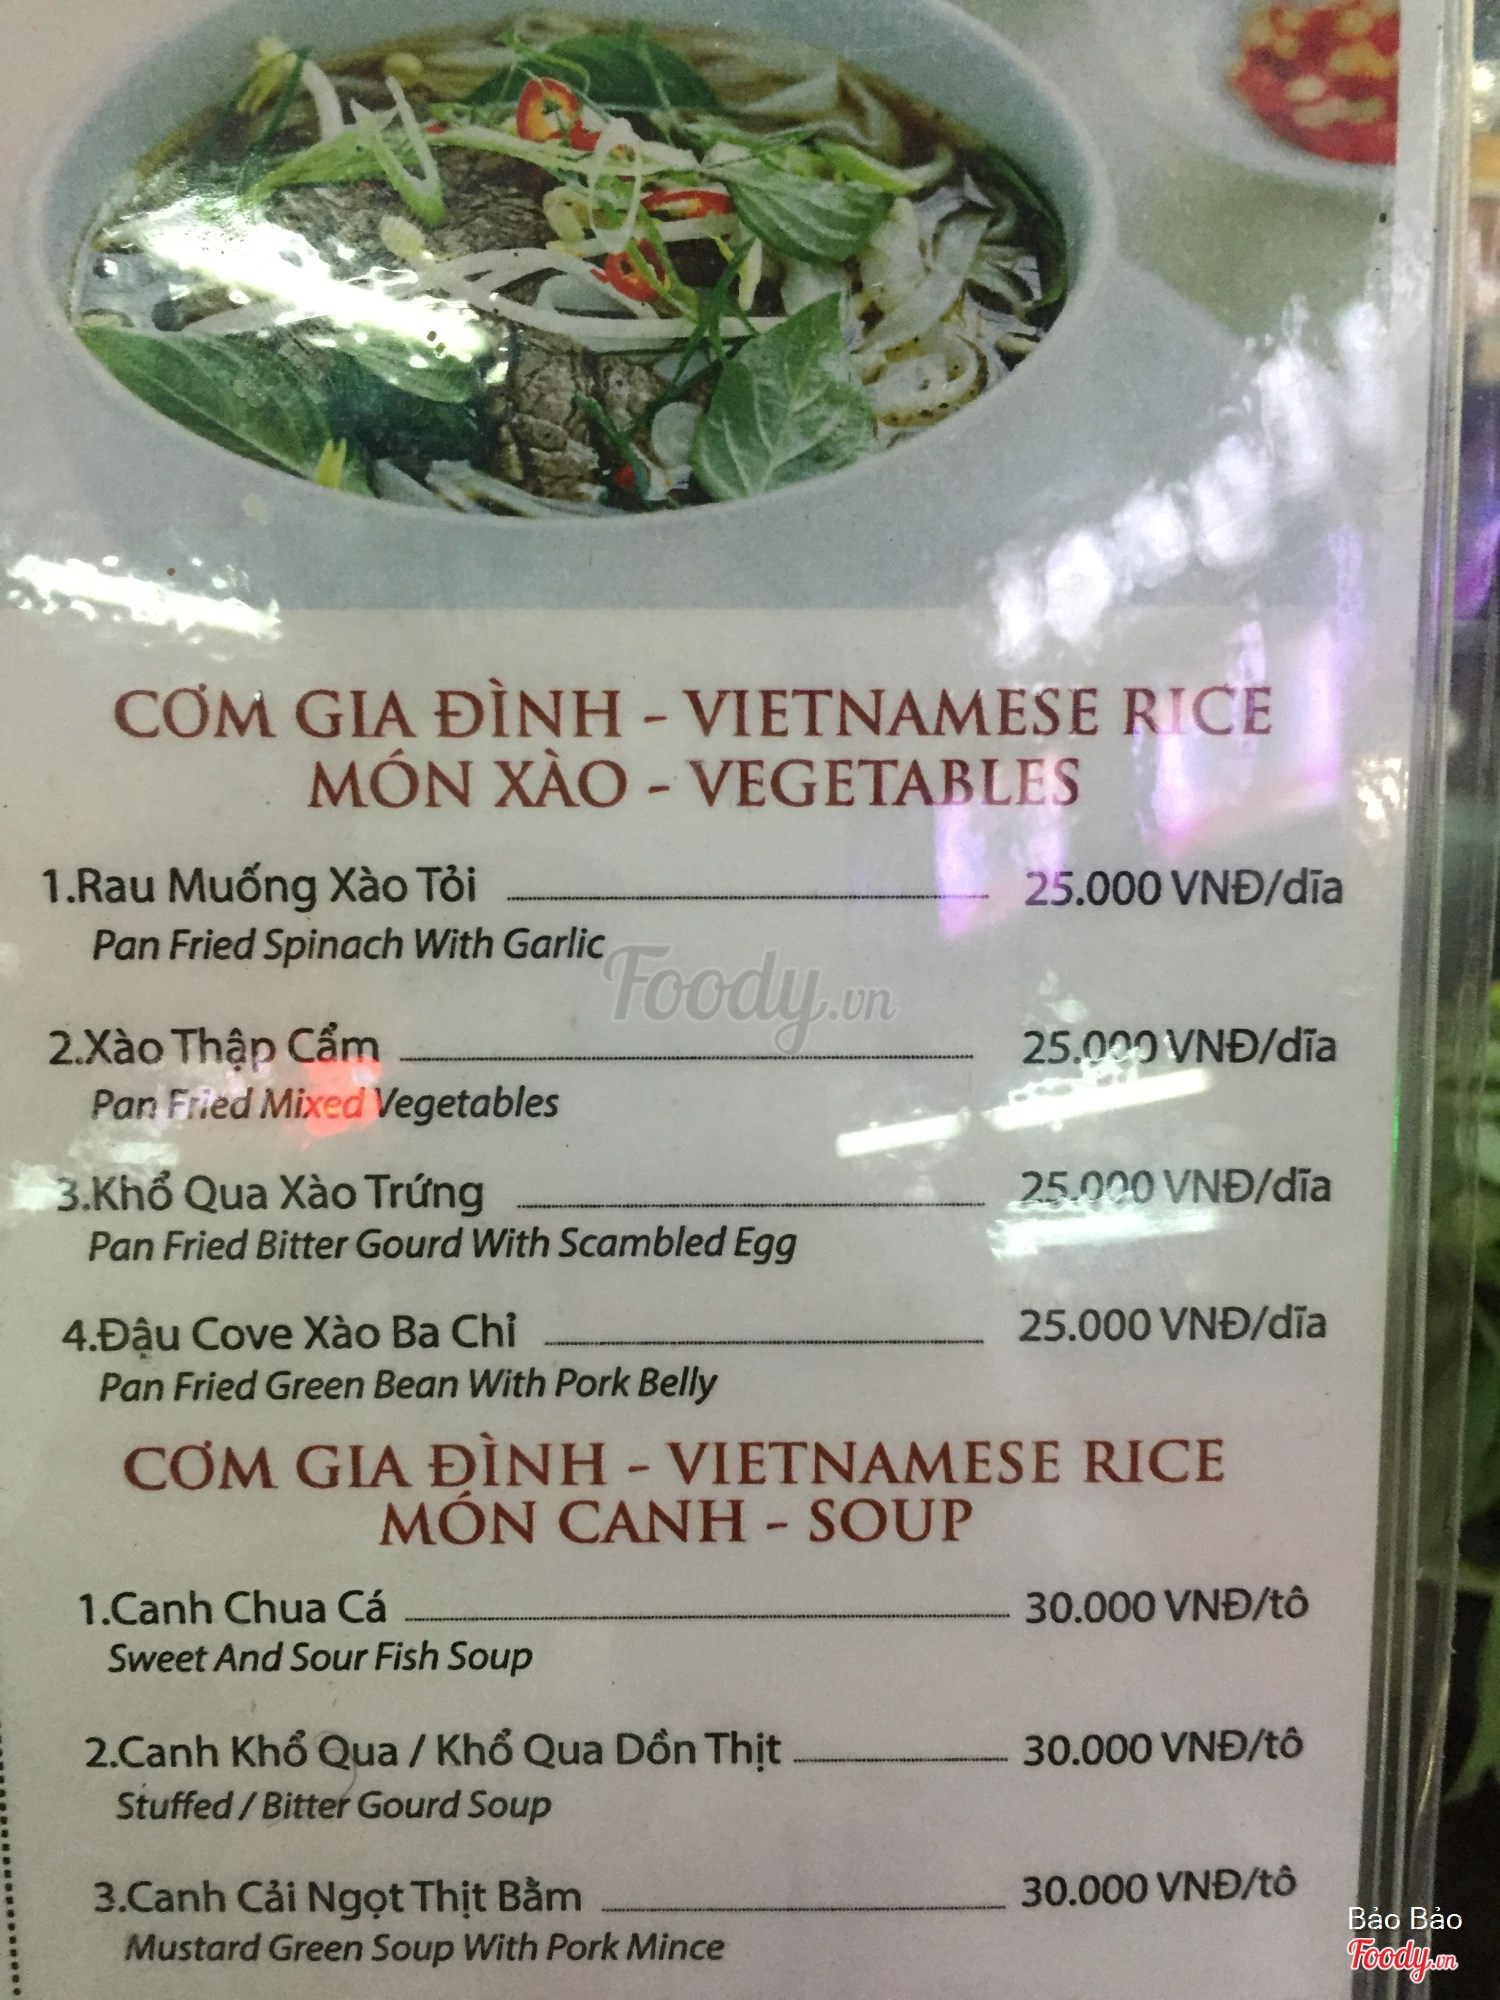 CƠM GIA ĐÌNH - VIETNAMESE RICE
MÓN XÀO - VEGETABLES
1.Rau Muống Xào Tỏi 25.000 VNĐ/dĩa
Pan Fried Spinach With Garlic
Foody.vn
2.Xào Thập Cẩm 25.000 VNĐ/dĩa
Pan Fried Mixed Vegetables
3.Khổ Qua Xào Trứng 25.000 VNĐ/dĩa
Pan Fried Bitter Gourd With Scambled Egg
4.Đậu Cove Xào Ba Chỉ 25.000 VNĐ/dĩa
Pan Fried Green Bean With Pork Belly
CƠM GIA ĐÌNH - VIETNAMESE RICE
MÓN CANH - SOUP
1.Canh Chua Cá 30.000 VNĐ/tô
Sweet And Sour Fish Soup
2.Canh Khổ Qua / Khổ Qua Dồn Thịt 30.000 VNĐ/tô
Stuffed / Bitter Gourd Soup
3.Canh Cải Ngọt Thịt Bằm 30.000 VNĐ/tô
Mustard Green Soup With Pork Mince
Bảo Bảo
Foody.vn